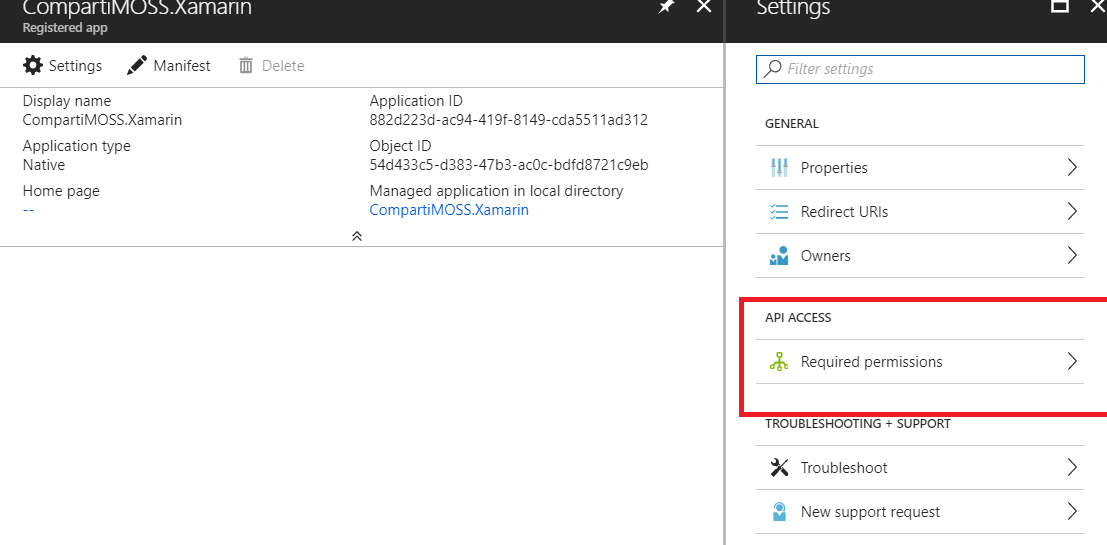 CompartiMOSS.Xamarin
Registered app
Settings
Manifest
Delete
Display name
CompartiMOSS.Xamarin
Application ID
882d223d-ac94-419f-8149-cda5511ad312
Application type
Native
Object ID
54d433c5-d383-47b3-ac0c-bdfd8721c9eb
Home page
--
Managed application in local directory
CompartiMOSS.Xamarin
Settings
Filter settings
GENERAL
Properties
Redirect URIs
Owners
API ACCESS
Required permissions
TROUBLESHOOTING + SUPPORT
Troubleshoot
New support request